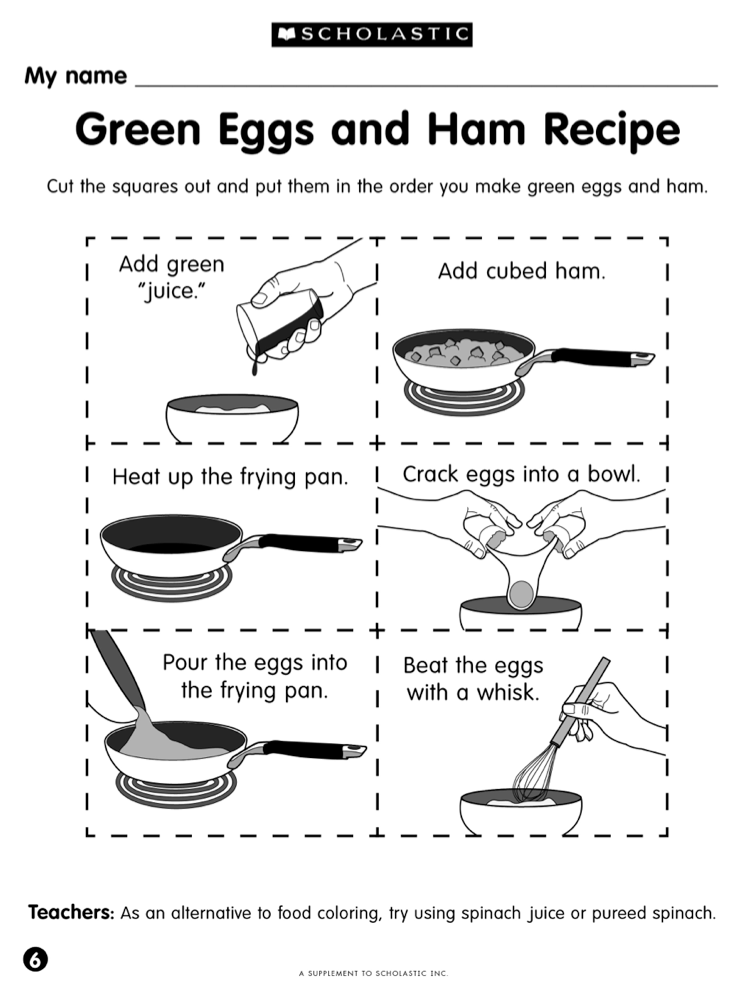 SCHOLASTIC
My name
Green Eggs and Ham Recipe
Cut the squares out and put them in the order you make green eggs and ham.
Add green
"juice."
Add cubed ham.
Heat up the frying pan.
Crack eggs into a bowl.
Pour the eggs into
the frying pan.
Beat the eggs
with a whisk.
Teachers: As an alternative to food coloring, try using spinach juice or pureed spinach.
6
A SUPPLEMENT TO SCHOLASTIC INC.